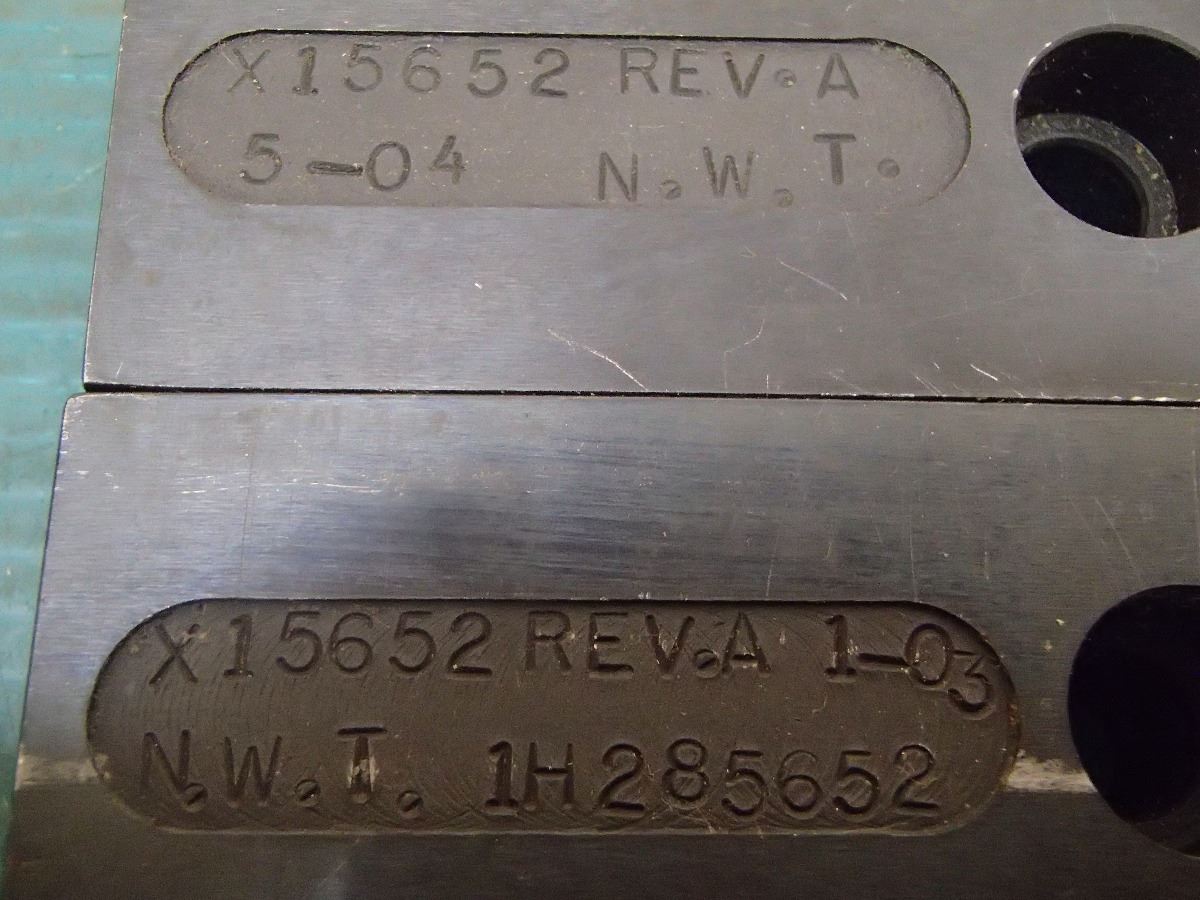 X15652 REV.A
5-04 N.W.T.
X15652 REV.A 1-03
N.W.T. 1H285652